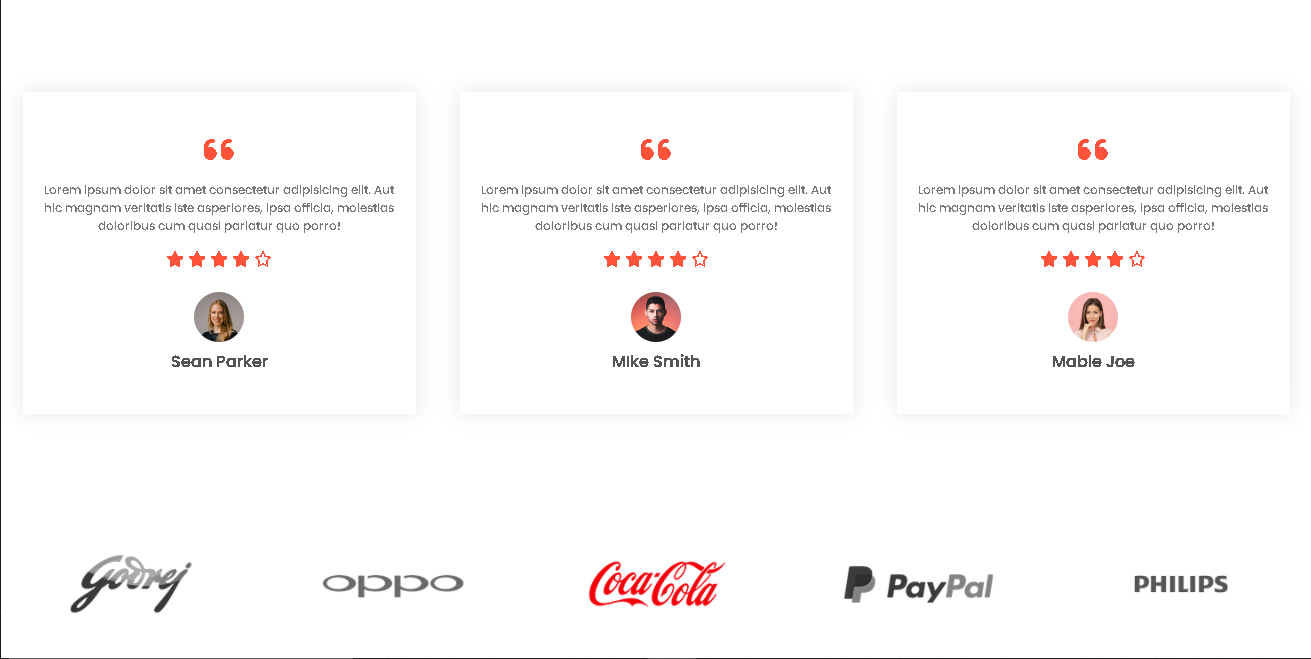 Lorem ipsum dolor sit amet consectetur adipisicing elit. Aut
hic magnam veritatis iste asperiores, ipsa officia, molestias
doloribus cum quasi pariatur quo porro!
Sean Parker
Lorem ipsum dolor sit amet consectetur adipisicing elit. Aut
hic magnam veritatis iste asperiores, ipsa officia, molestias
doloribus cum quasi pariatur quo porro!
Mike Smith
Lorem ipsum dolor sit amet consectetur adipisicing elit. Aut
hic magnam veritatis iste asperiores, ipsa officia, molestias
doloribus cum quasi pariatur quo porro!
Mable Joe
Godrej
oppo
Coca-Cola
PayPal
PHILIPS